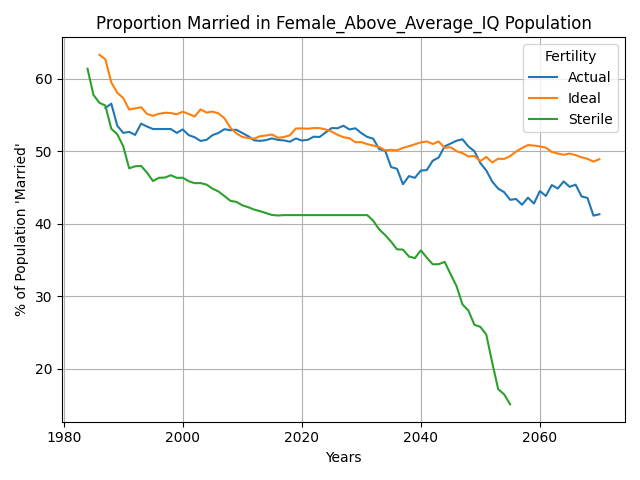 Proportion Married in Female_Above_Average_IQ Population
% of Population 'Married'
60
50
40
30
20
Fertility
Actual
Ideal
Sterile
1980
2000
2020
2040
2060
Years